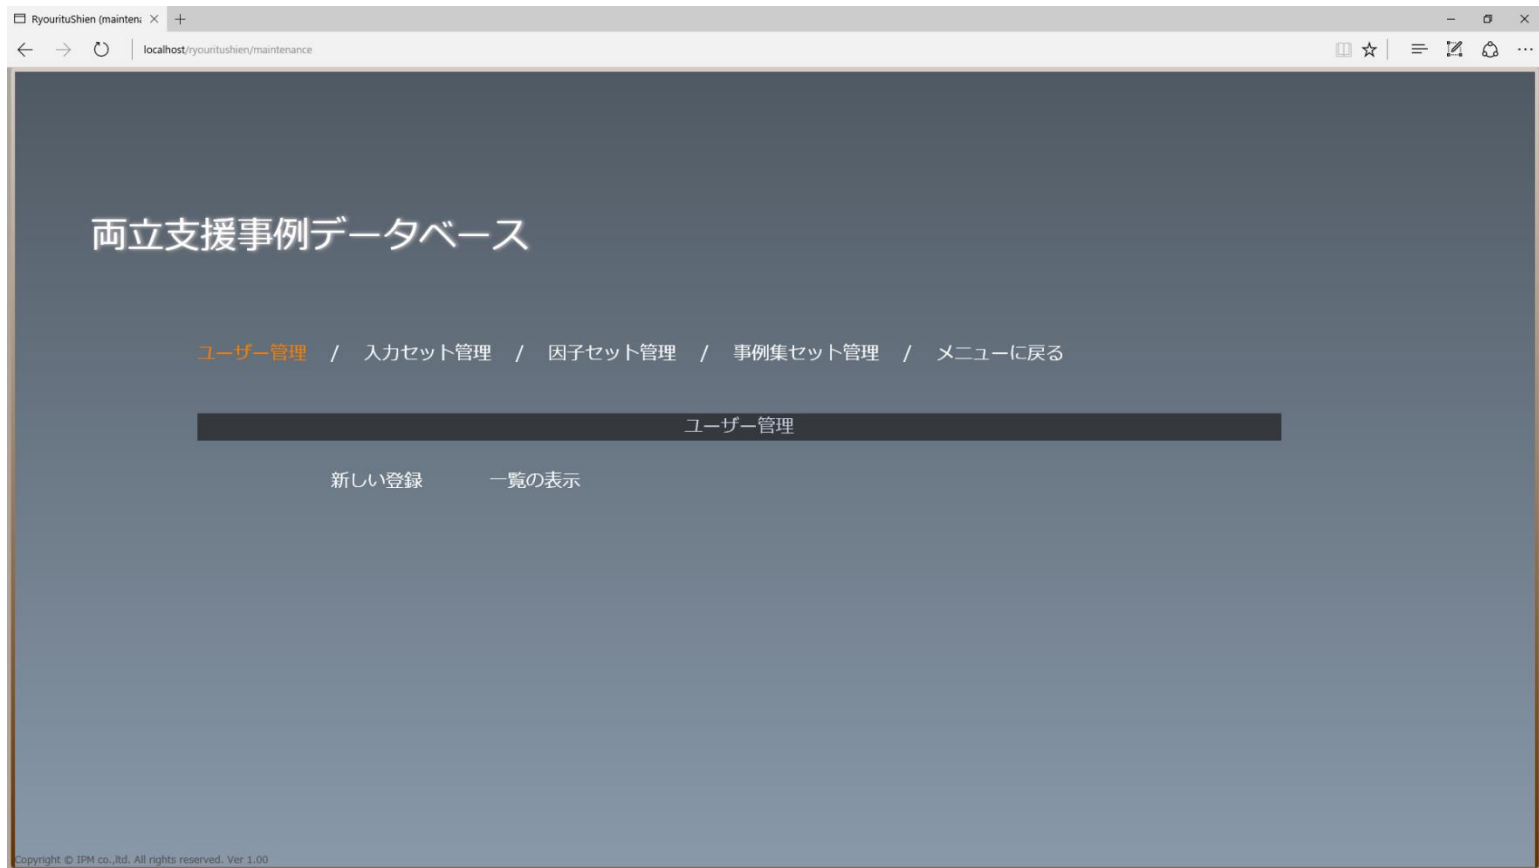 RyourituShien (maintena
localhost/ryouritushien/maintenance
両立支援事例データベース
ユーザー管理 / 入力セット管理 / 因子セット管理 / 事例集セット管理 / メニューに戻る
ユーザー管理
新しい登録 一覧の表示
Copyright © IPM co.,ltd. All rights reserved. Ver 1.00